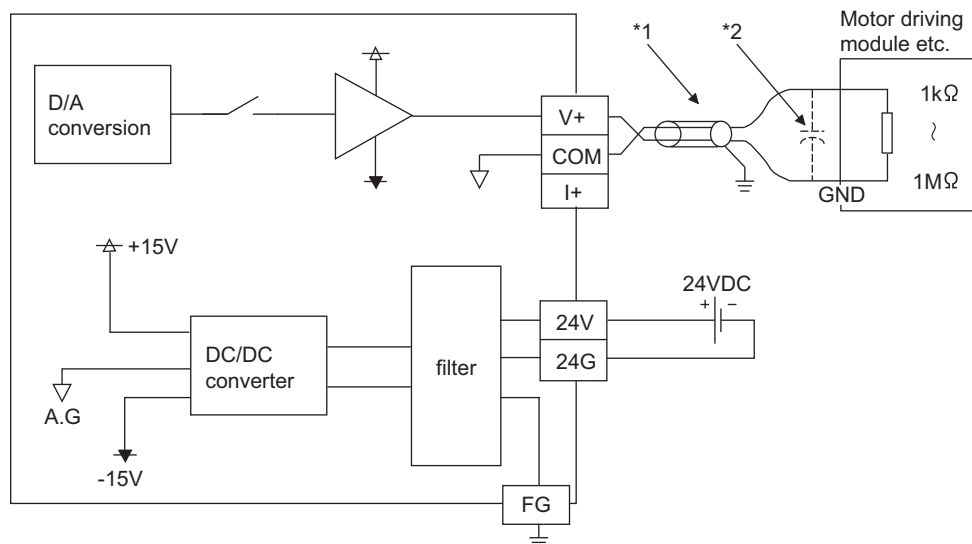 *1
*2
Motor driving
module etc.
D/A
conversion
V+
COM
I+
1kΩ
~
1MΩ
GND
+15V
24VDC
+
−
DC/DC
converter
filter
24V
24G
A.G
-15V
FG